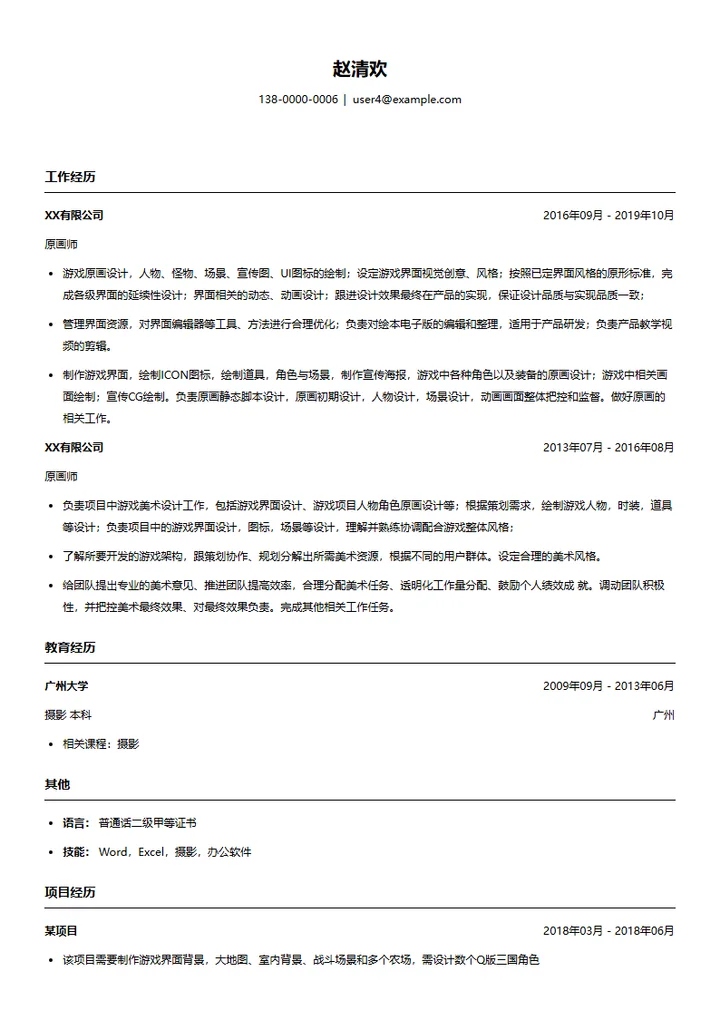 赵清欢
138-0000-0006 | user4@example.com
工作经历
XX有限公司 2016年09月 - 2019年10月
原画师
• 游戏原画设计，人物、怪物、场景、宣传图、UI图标的绘制；设定游戏界面视觉创意、风格；按照已定界面风格的原形标准，完
成各级界面的延续性设计；界面相关的动态、动画设计；跟进设计效果最终在产品的实现，保证设计品质与实现品质一致；
• 管理界面资源，对界面编辑器等工具、方法进行合理优化；负责对绘本电子版的编辑和整理，适用于产品研发；负责产品教学视
频的剪辑。
• 制作游戏界面，绘制ICON图标，绘制道具，角色与场景，制作宣传海报，游戏中各种角色以及装备的原画设计；游戏中相关画
面绘制；宣传CG绘制。负责原画静态脚本设计，原画初期设计，人物设计，场景设计，动画画面整体把控和监督。做好原画的
相关工作。
XX有限公司 2013年07月 - 2016年08月
原画师
• 负责项目中游戏美术设计工作，包括游戏界面设计、游戏项目人物角色原画设计等；根据策划需求，绘制游戏人物，时装，道具
等设计；负责项目中的游戏界面设计，图标，场景等设计，理解并熟练协调配合游戏整体风格；
• 了解所要开发的游戏架构，跟策划协作、规划分解出所需美术资源，根据不同的用户群体。设定合理的美术风格。
• 给团队提出专业的美术意见、推进团队提高效率，合理分配美术任务、透明化工作量分配、鼓励个人绩效成 就。调动团队积极
性，并把控美术最终效果、对最终效果负责。完成其他相关工作任务。
教育经历
广州大学 2009年09月 - 2013年06月
摄影 本科 广州
• 相关课程：摄影
其他
• 语言： 普通话二级甲等证书
• 技能： Word，Excel，摄影，办公软件
项目经历
某项目 2018年03月 - 2018年06月
• 该项目需要制作游戏界面背景，大地图、室内背景、战斗场景和多个农场，需设计数个Q版三国角色